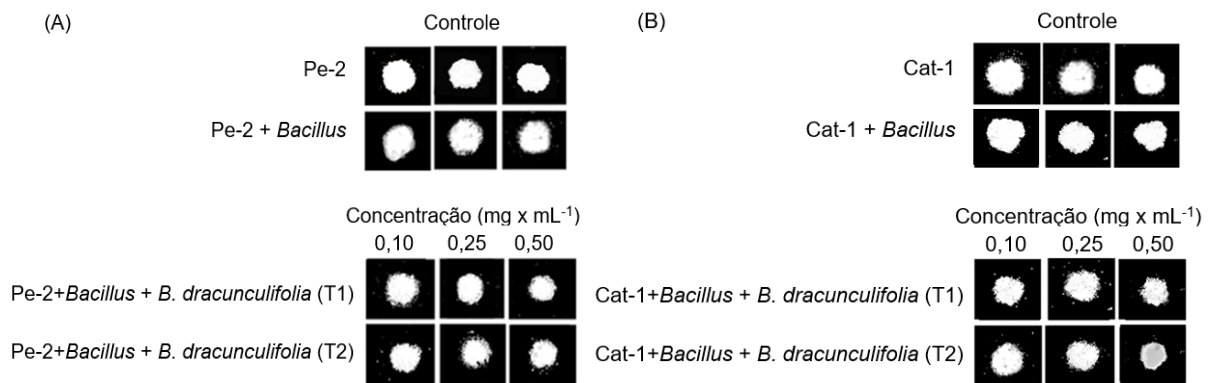 (A)
Controle
Pe-2
Pe-2 + Bacillus
Concentração (mg x mL-1)
0,10 0,25 0,50
Pe-2+Bacillus + B. dracunculifolia (T1)
Pe-2+Bacillus + B. dracunculifolia (T2)
(B)
Controle
Cat-1
Cat-1 + Bacillus
Concentração (mg x mL-1)
0,10 0,25 0,50
Cat-1+Bacillus + B. dracunculifolia (T1)
Cat-1+Bacillus + B. dracunculifolia (T2)